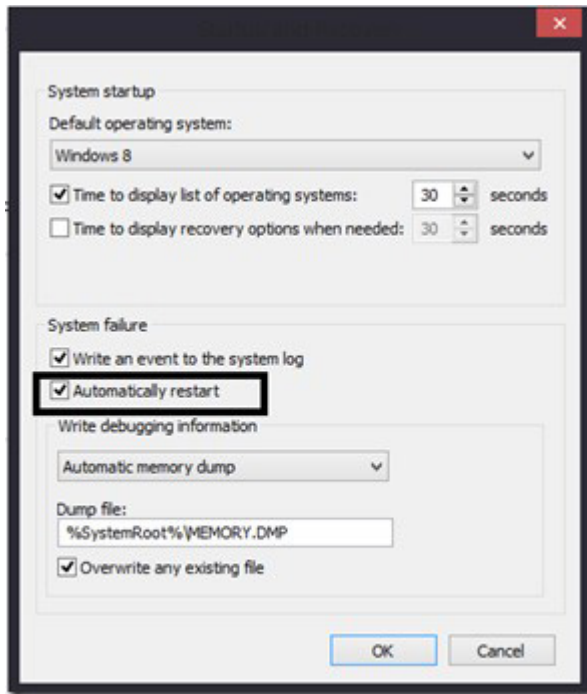 System startup
Default operating system:
Windows 8
Time to display list of operating systems: 30 seconds
Time to display recovery options when needed: 30 seconds
System failure
Write an event to the system log
Automatically restart
Write debugging information
Automatic memory dump
Dump file:
%SystemRoot%\MEMORY.DMP
Overwrite any existing file
OK Cancel